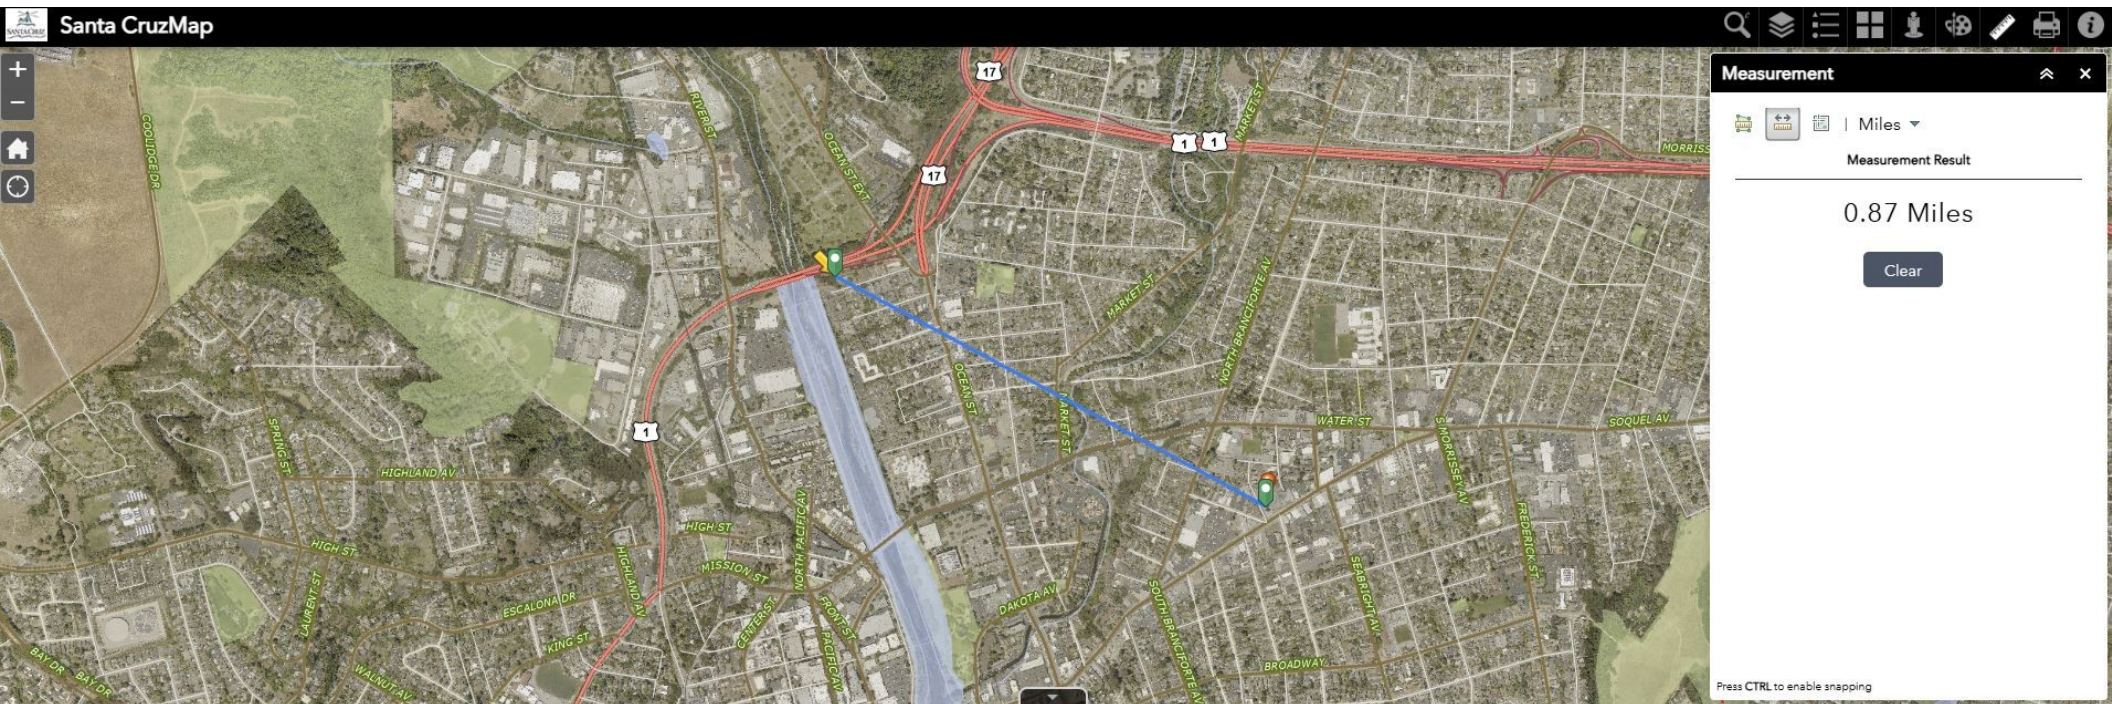 SANTA CRUZ
Santa CruzMap
Measurement
Miles
Measurement Result
0.87 Miles
Clear
Press CTRL to enable snapping
+
−
17
1 1
17
1
COOLIDGE DR
RIVER ST
OCEAN ST EXT
MARKET ST
MORRISS
MARKET ST
NORTH BRANCIFORTE AV
OCEAN ST
MARKET ST
WATER ST
SOQUEL AV
S MORRISSEY AV
SPRING ST
HIGHLAND AV
HIGH ST
HIGH ST
NORTH PACIFIC AV
MISSION ST
HIGHLAND AV
LAURENT ST
ESCALONA DR
CENTER ST
FRONT ST
PACIFIC AV
DAKOTA AV
SOUTH BRANCIFORTE AV
SEABRIGHT AV
FREDERICK ST
KING ST
BAY DR
BAY DR
WALNUT AV
BROADWAY